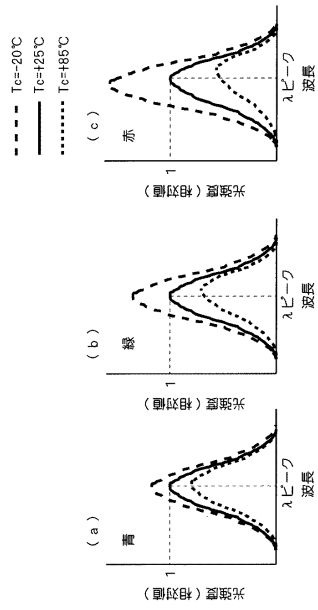 Tc=-20℃
Tc=+25℃
Tc=+85℃
(a)
青
1
光強度(相対値)
λピーク
波長
(b)
緑
1
光強度(相対値)
λピーク
波長
(c)
赤
1
光強度(相対値)
λピーク
波長